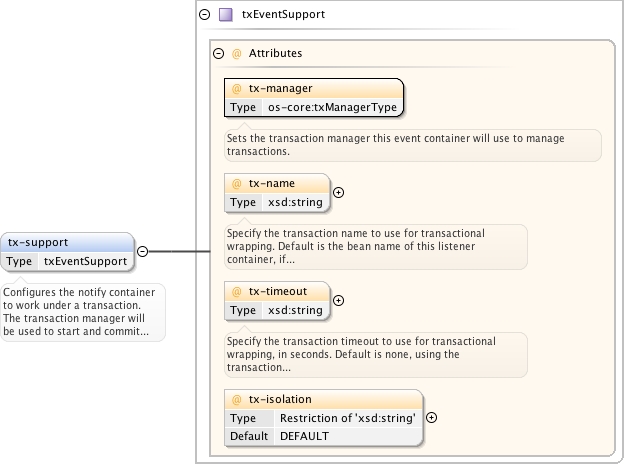 txEventSupport
@ Attributes
@ tx-manager
Type os-core:txManagerType
Sets the transaction manager this event container will use to manage
transactions.
@ tx-name
Type xsd:string
Specify the transaction name to use for transactional
wrapping. Default is the bean name of this listener
container, if...
tx-support
Type txEventSupport
Configures the notify container
to work under a transaction.
The transaction manager will
be used to start and commit...
@ tx-timeout
Type xsd:string
Specify the transaction timeout to use for transactional
wrapping, in seconds. Default is none, using the
transaction...
@ tx-isolation
Type Restriction of 'xsd:string'
Default DEFAULT